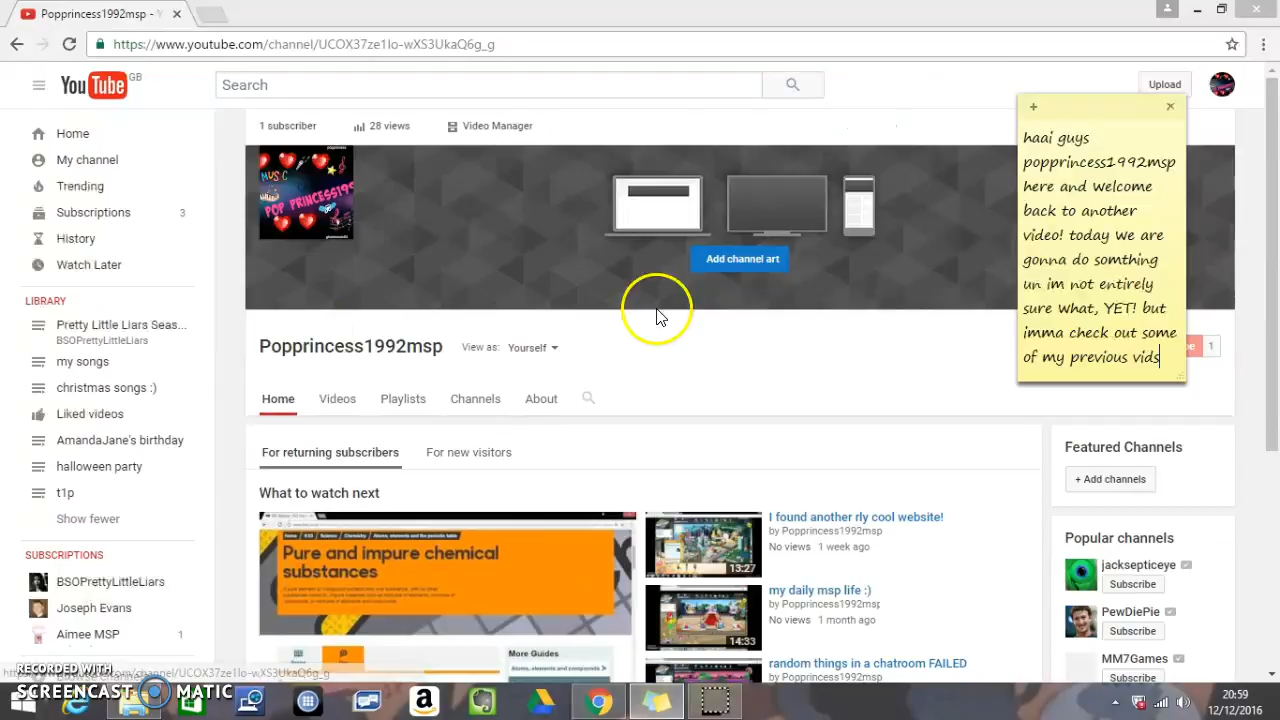 Popprincess1992msp - Y
https://www.youtube.com/channel/UCOX37ze1Io-wXS3UkaQ6g_g
YouTube GB
Search
Upload
Home
My channel
Trending
Subscriptions 3
History
Watch Later
LIBRARY
Pretty Little Liars Seas...
BSOPrettyLittleLiars
my songs
christmas songs :)
Liked videos
AmandaJane's birthday
halloween party
t1p
Show fewer
SUBSCRIPTIONS
BSOPrettyLittleLiars
Joseph Evans
Aimee MSP 1
1 subscriber
28 views
Video Manager
MUSIC
POP PRINCESS199
Add channel art
Popprincess1992msp
View as: Yourself
1
Home Videos Playlists Channels About
For returning subscribers For new visitors
What to watch next
Pure and impure chemical
substances
More Guides
Atoms, elements and compounds
I found another rly cool website!
by Popprincess1992msp
No views 1 week ago
13:27
my daily msp life :)
by Popprincess1992msp
No views 1 month ago
14:33
random things in a chatroom FAILED
by Popprincess1992msp
Featured Channels
+ Add channels
Popular channels
jacksepticeye
Subscribe
PewDiePie
Subscribe
haai guys
popprincess1992msp
here and welcome
back to another
video! today we are
gonna do somthing
un im not entirely
sure what, YET! but
imma check out some
of my previous vids
RECORDED WITH
SCREENCAST MATIC
20:59
12/12/2016